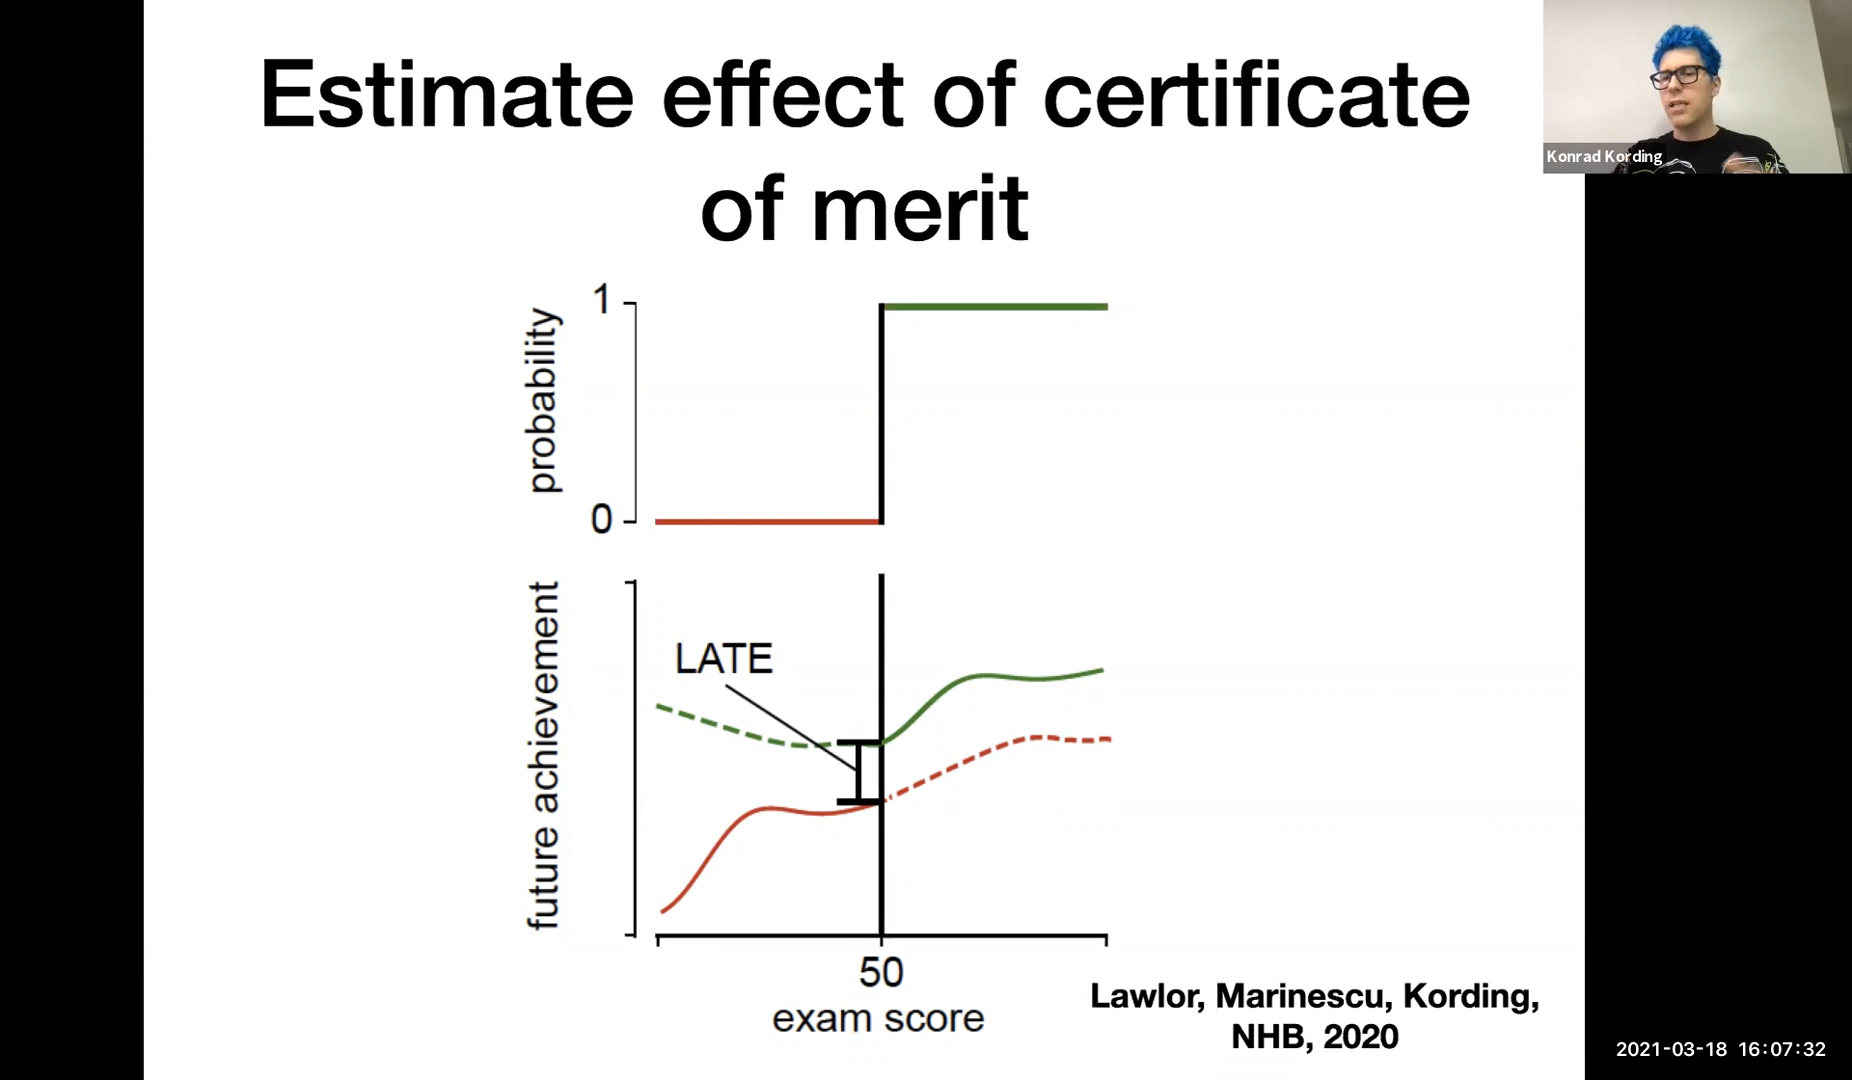 Estimate effect of certificate
of merit
Konrad Kording
1
probability
0
future achievement
LATE
50
exam score
Lawlor, Marinescu, Kording,
NHB, 2020
2021-03-18 16:07:32